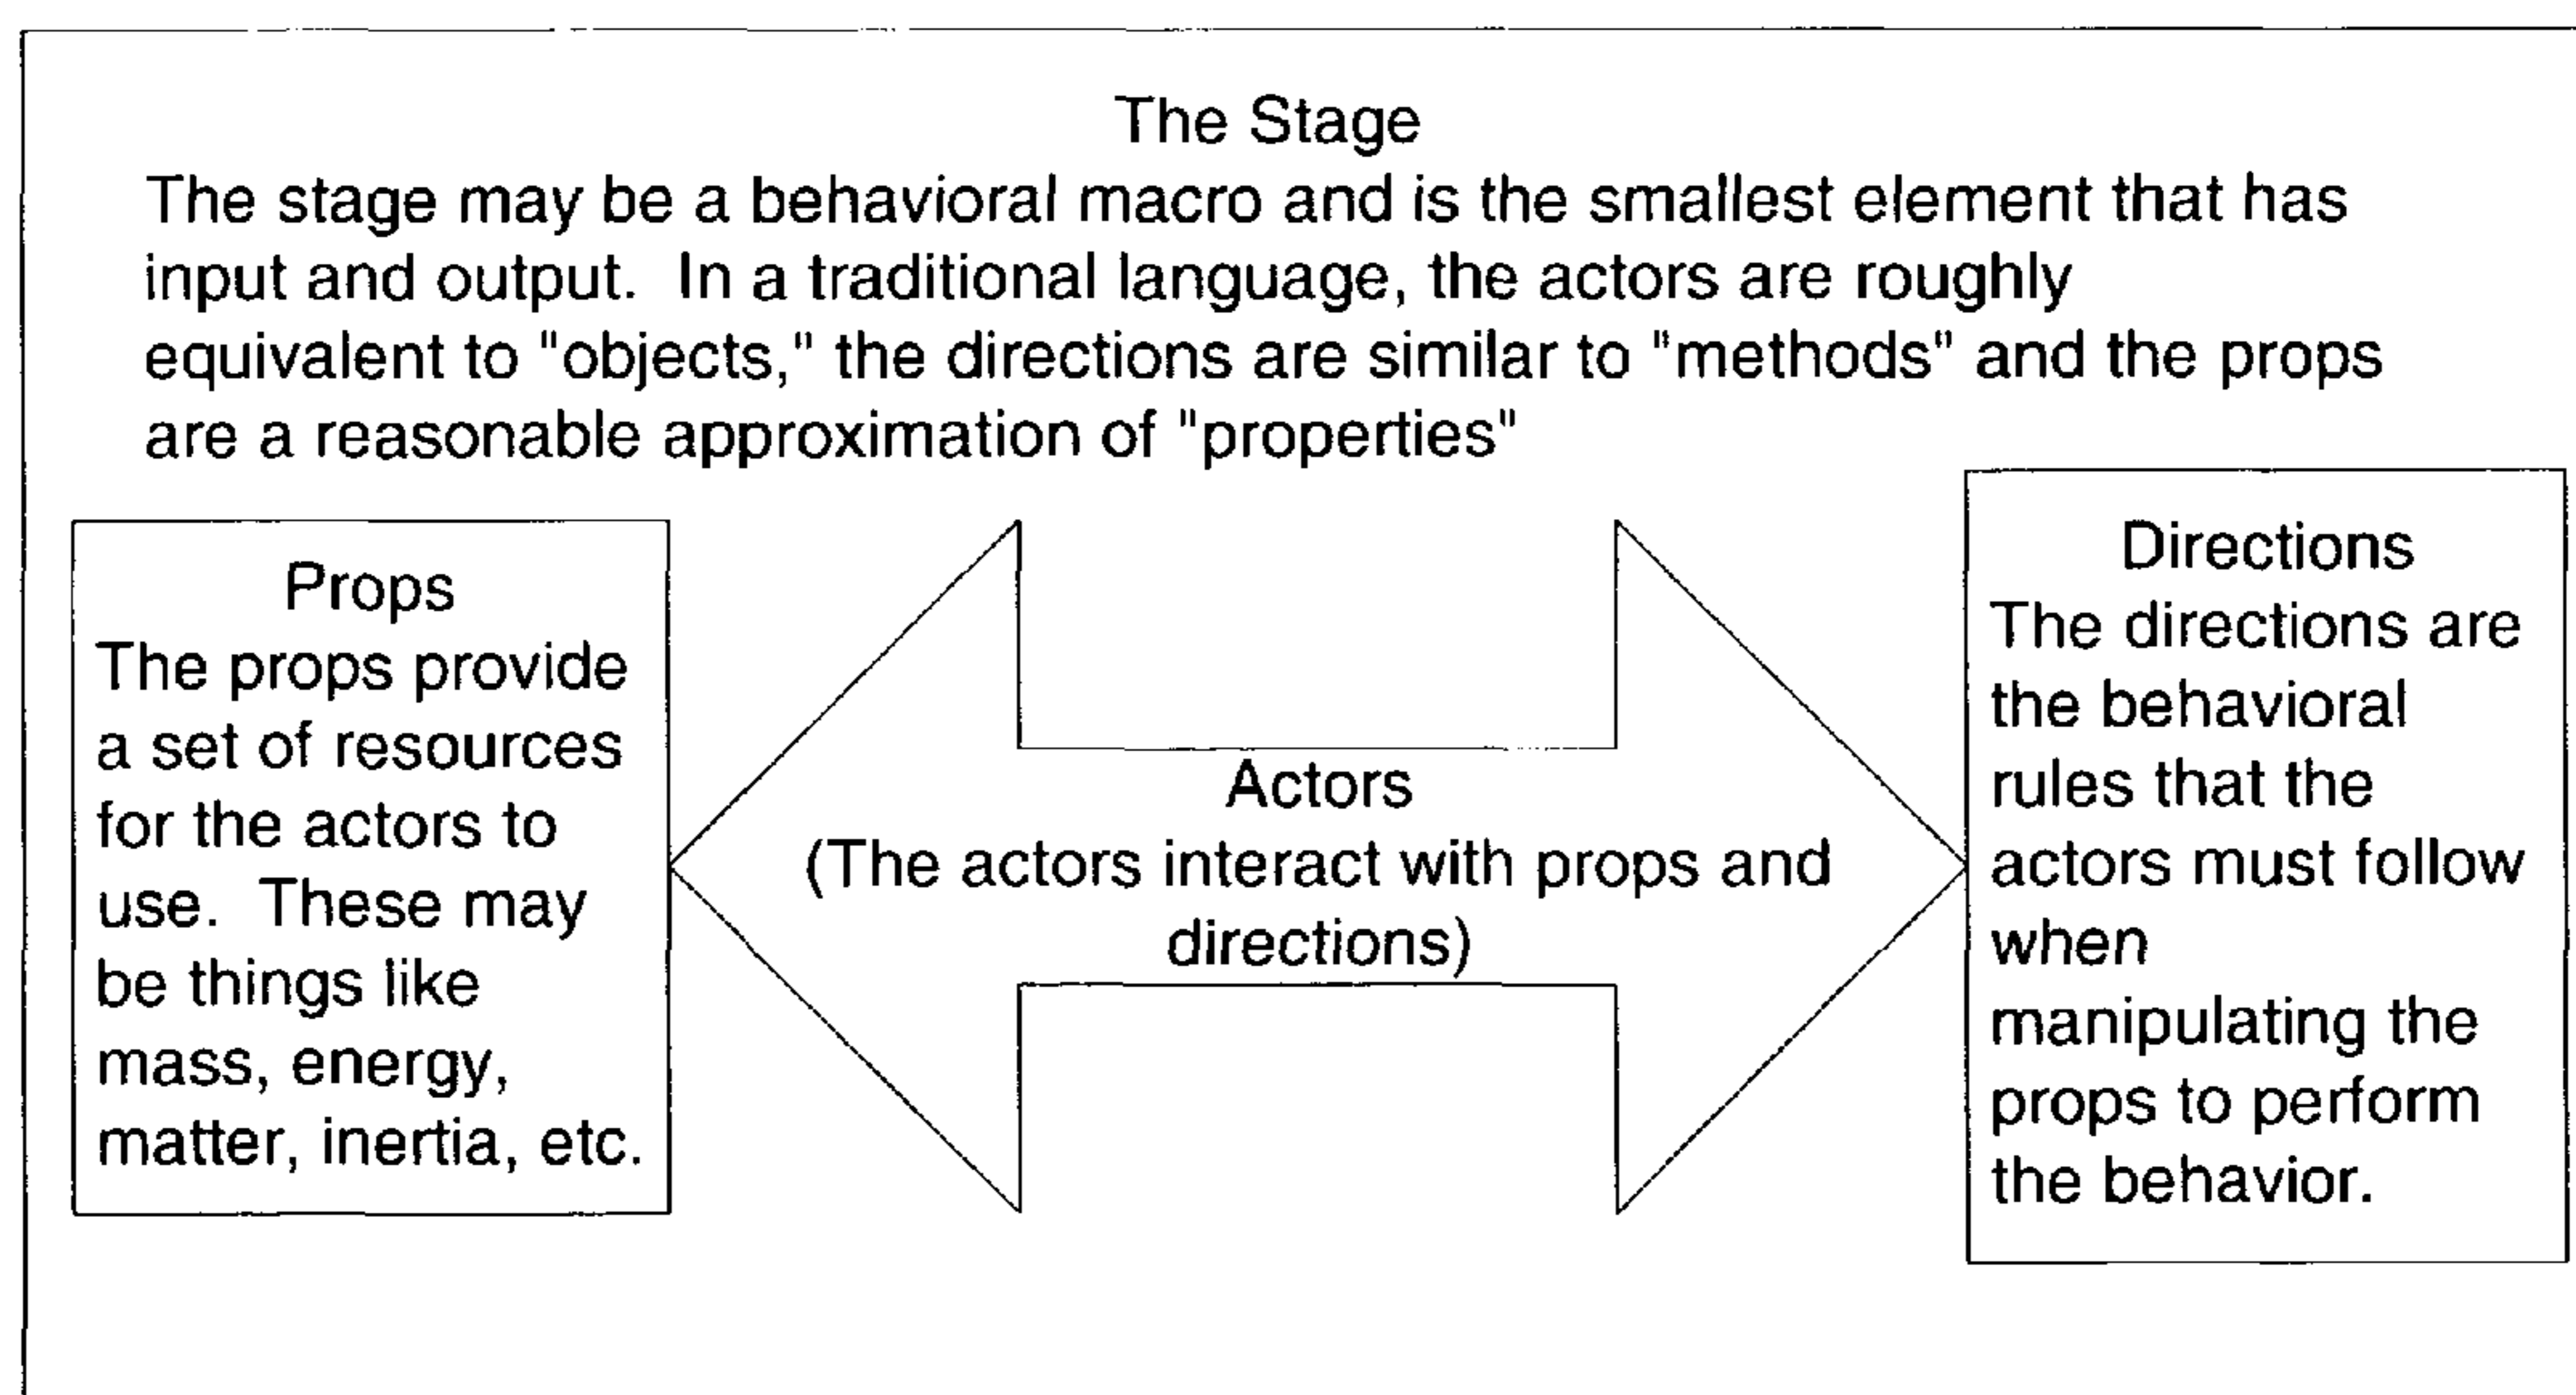 The Stage
The stage may be a behavioral macro and is the smallest element that has
input and output.  In a traditional language, the actors are roughly
equivalent to "objects," the directions are similar to "methods" and the props
are a reasonable approximation of "properties"
Props
The props provide
a set of resources
for the actors to
use.  These may
be things like
mass, energy,
matter, inertia, etc.
Actors
(The actors interact with props and
directions)
Directions
The directions are
the behavioral
rules that the
actors must follow
when
manipulating the
props to perform
the behavior.